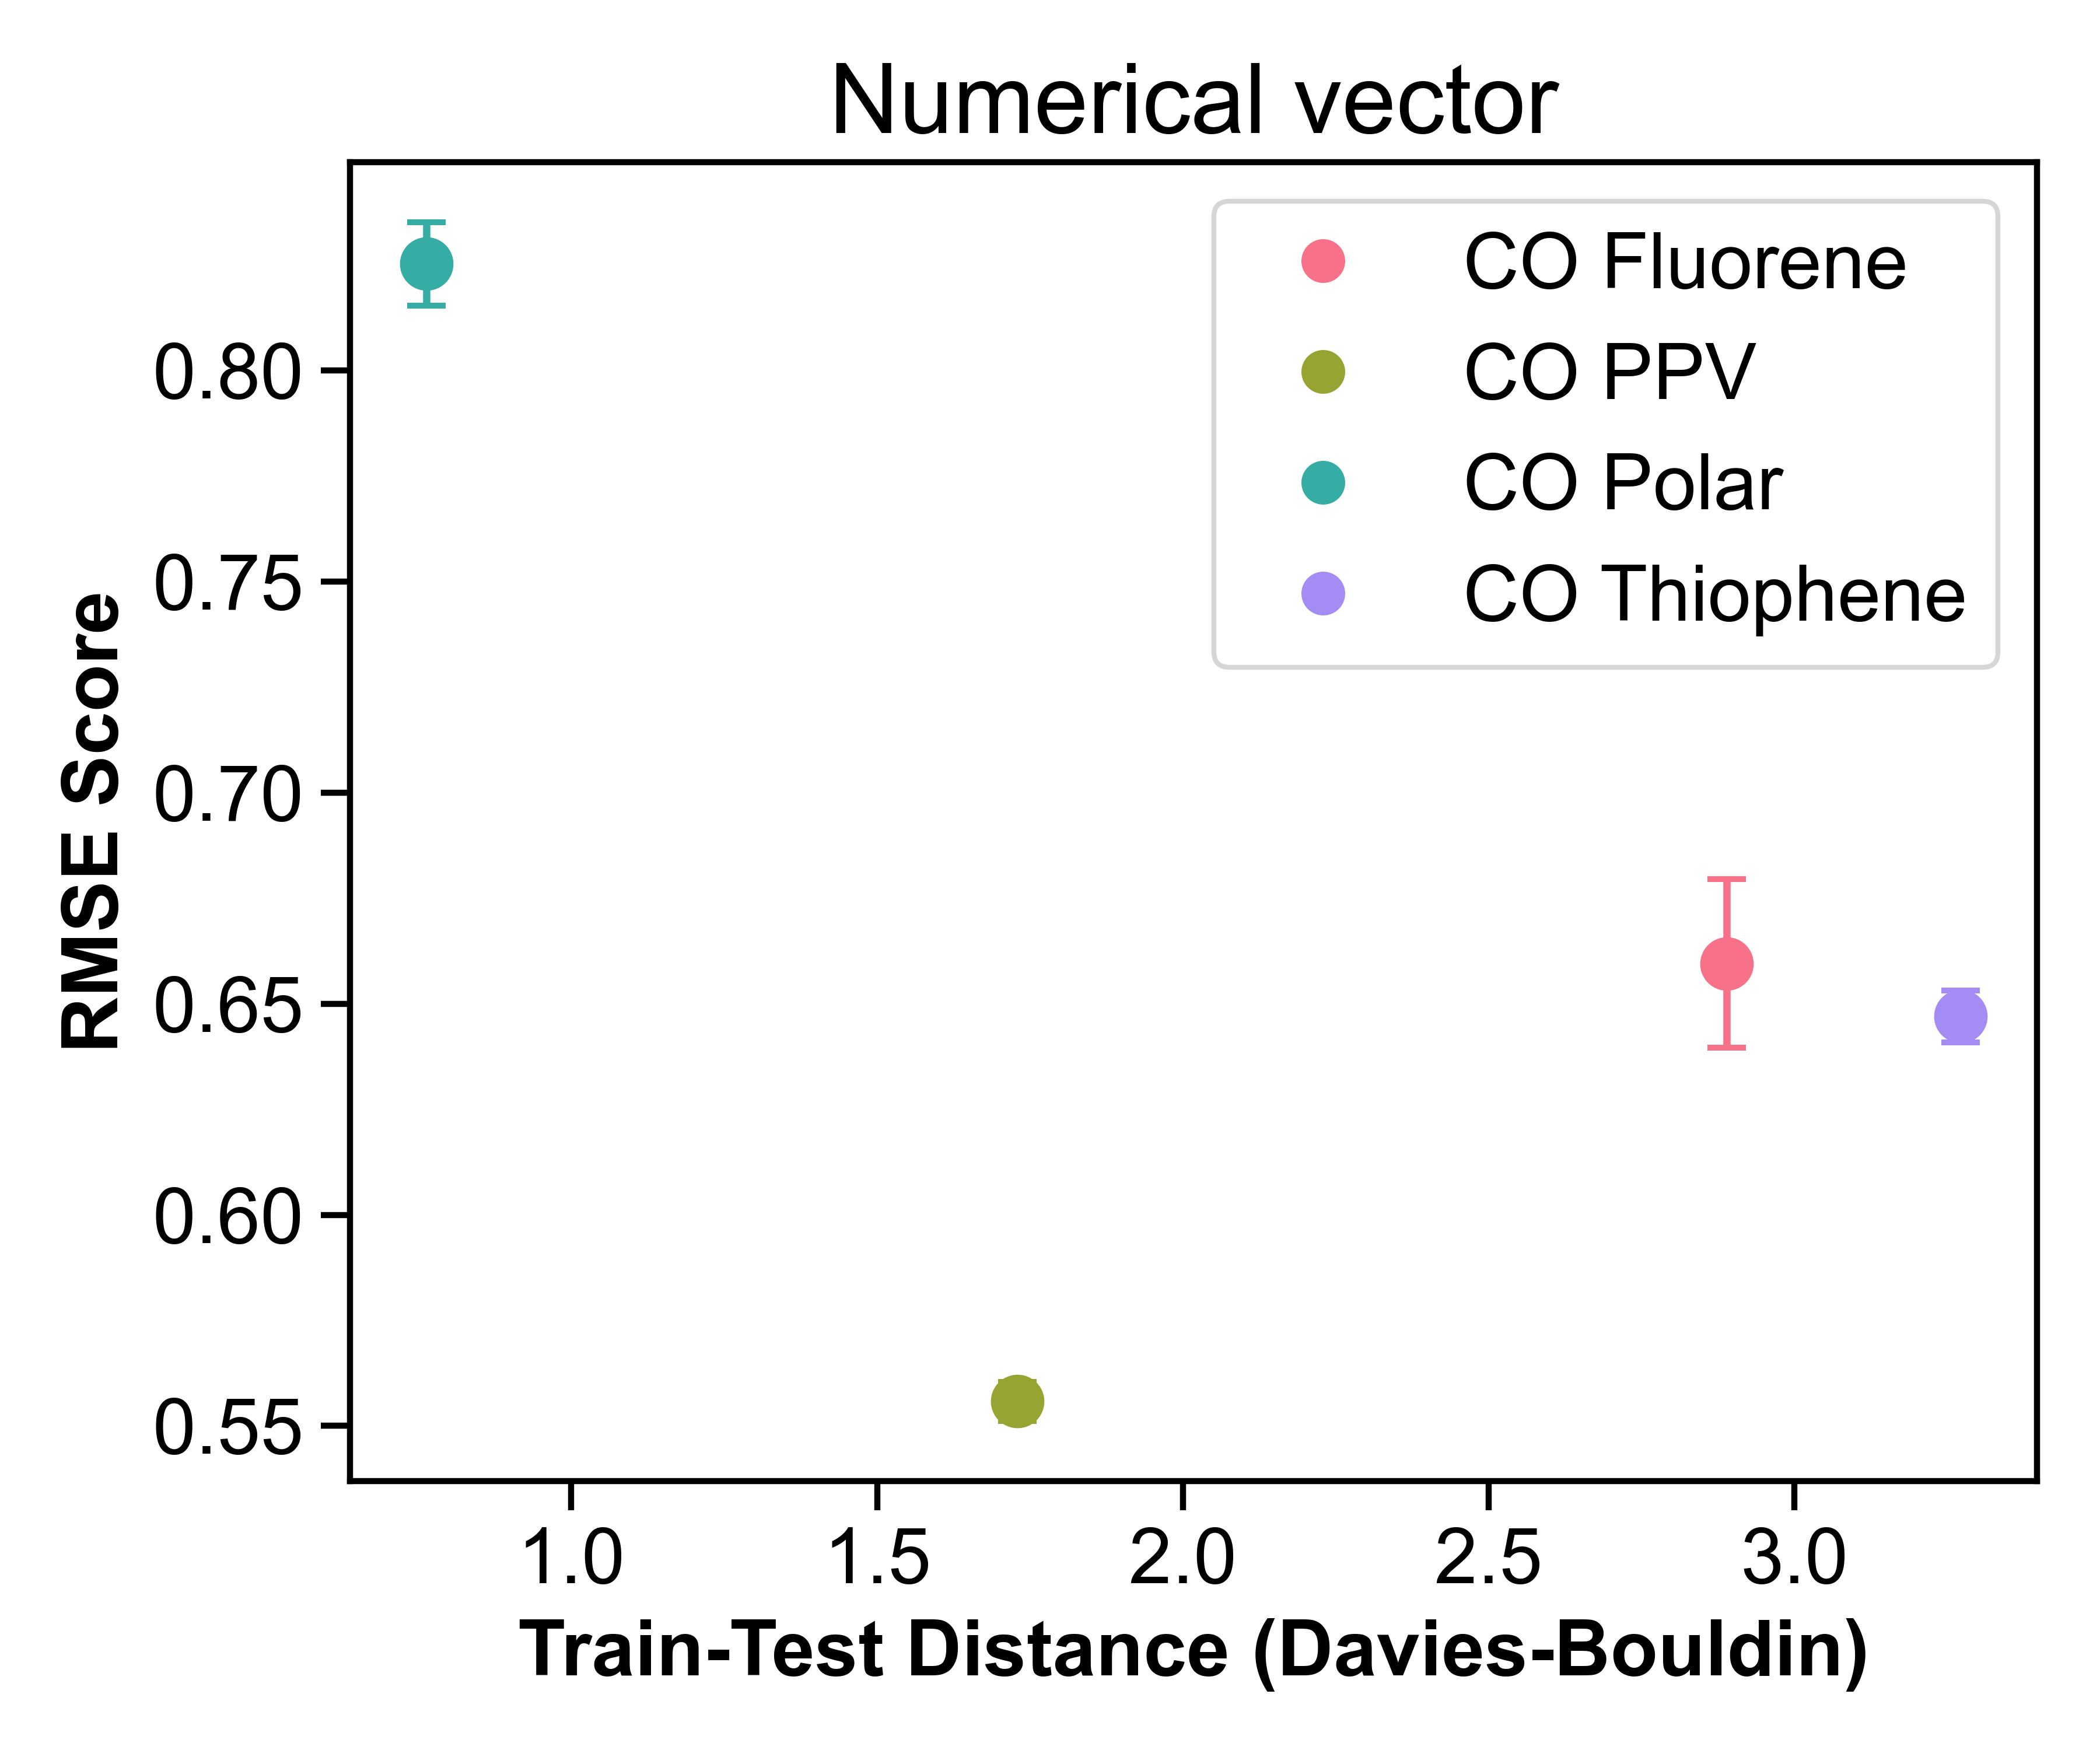 Numerical vector
CO Fluorene
CO PPV
CO Polar
CO Thiophene
RMSE Score
0.80
0.75
0.70
0.65
0.60
0.55
1.0 1.5 2.0 2.5 3.0
Train-Test Distance (Davies-Bouldin)